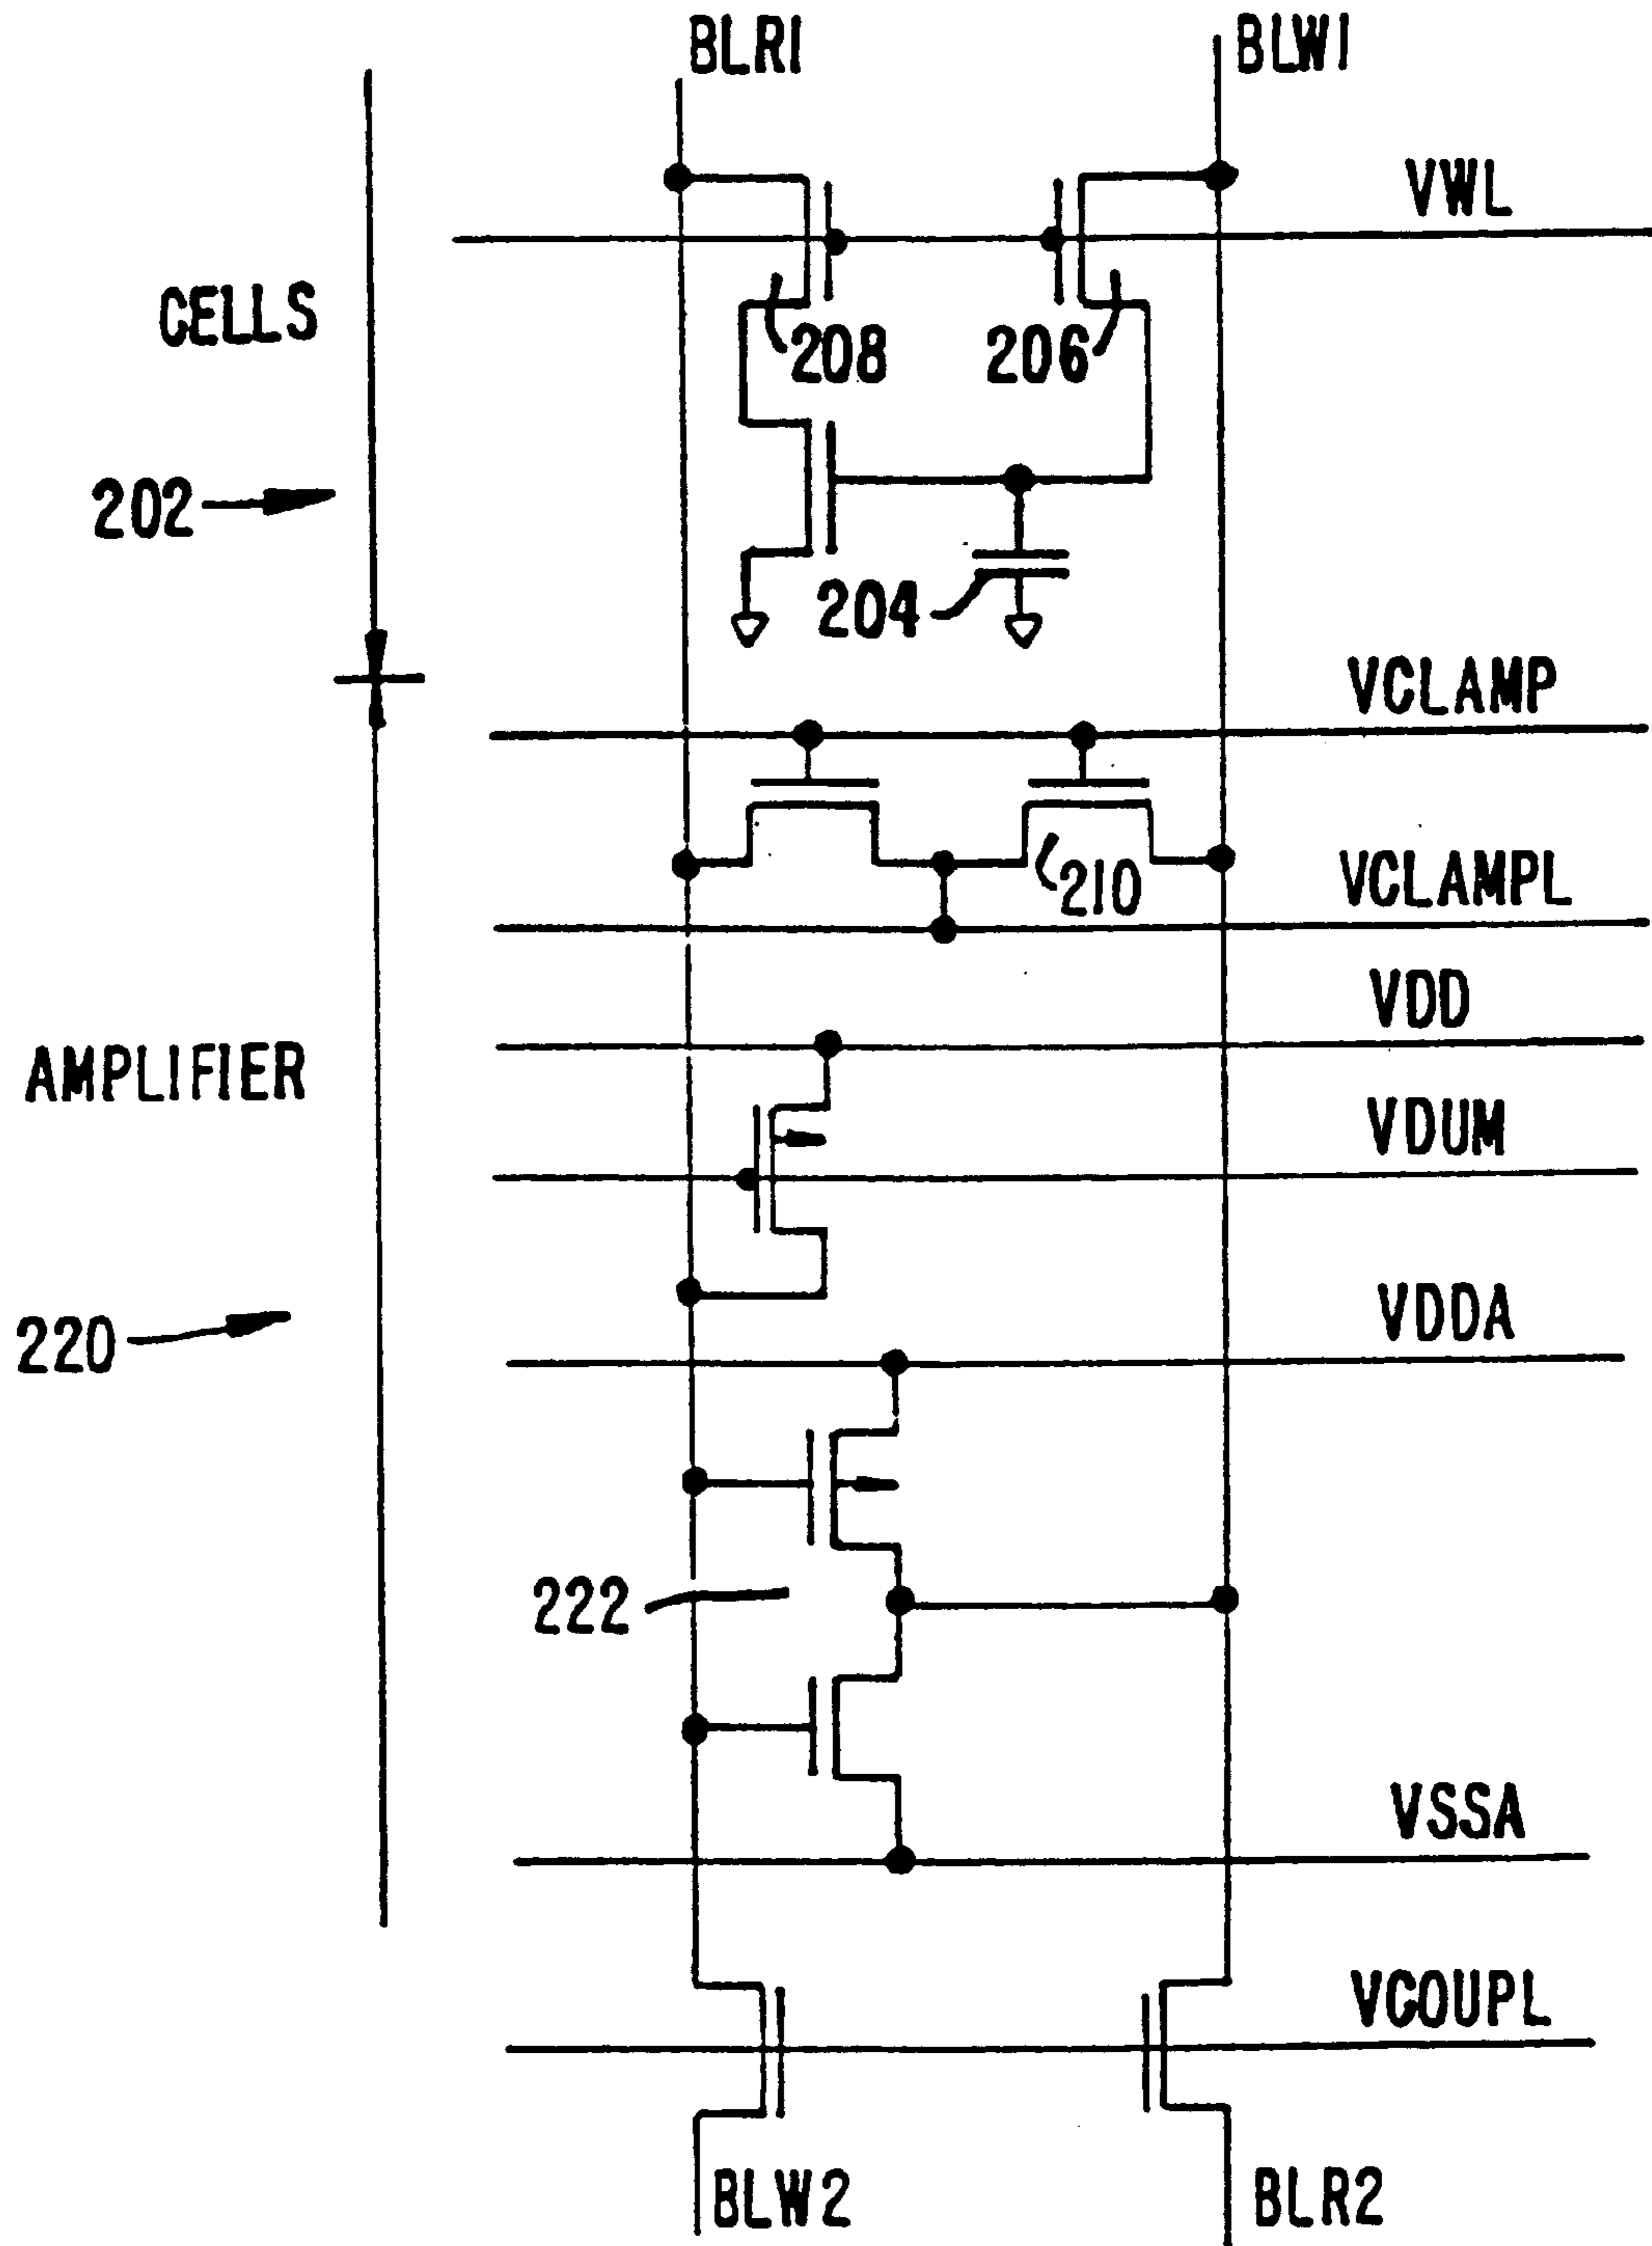 BLR1
BLW1
VWL
CELLS
208
206
202
204
VCLAMP
210
VCLAMPL
VDD
AMPLIFIER
VDUM
VDDA
220
222
VSSA
VCOUPL
BLW2
BLR2